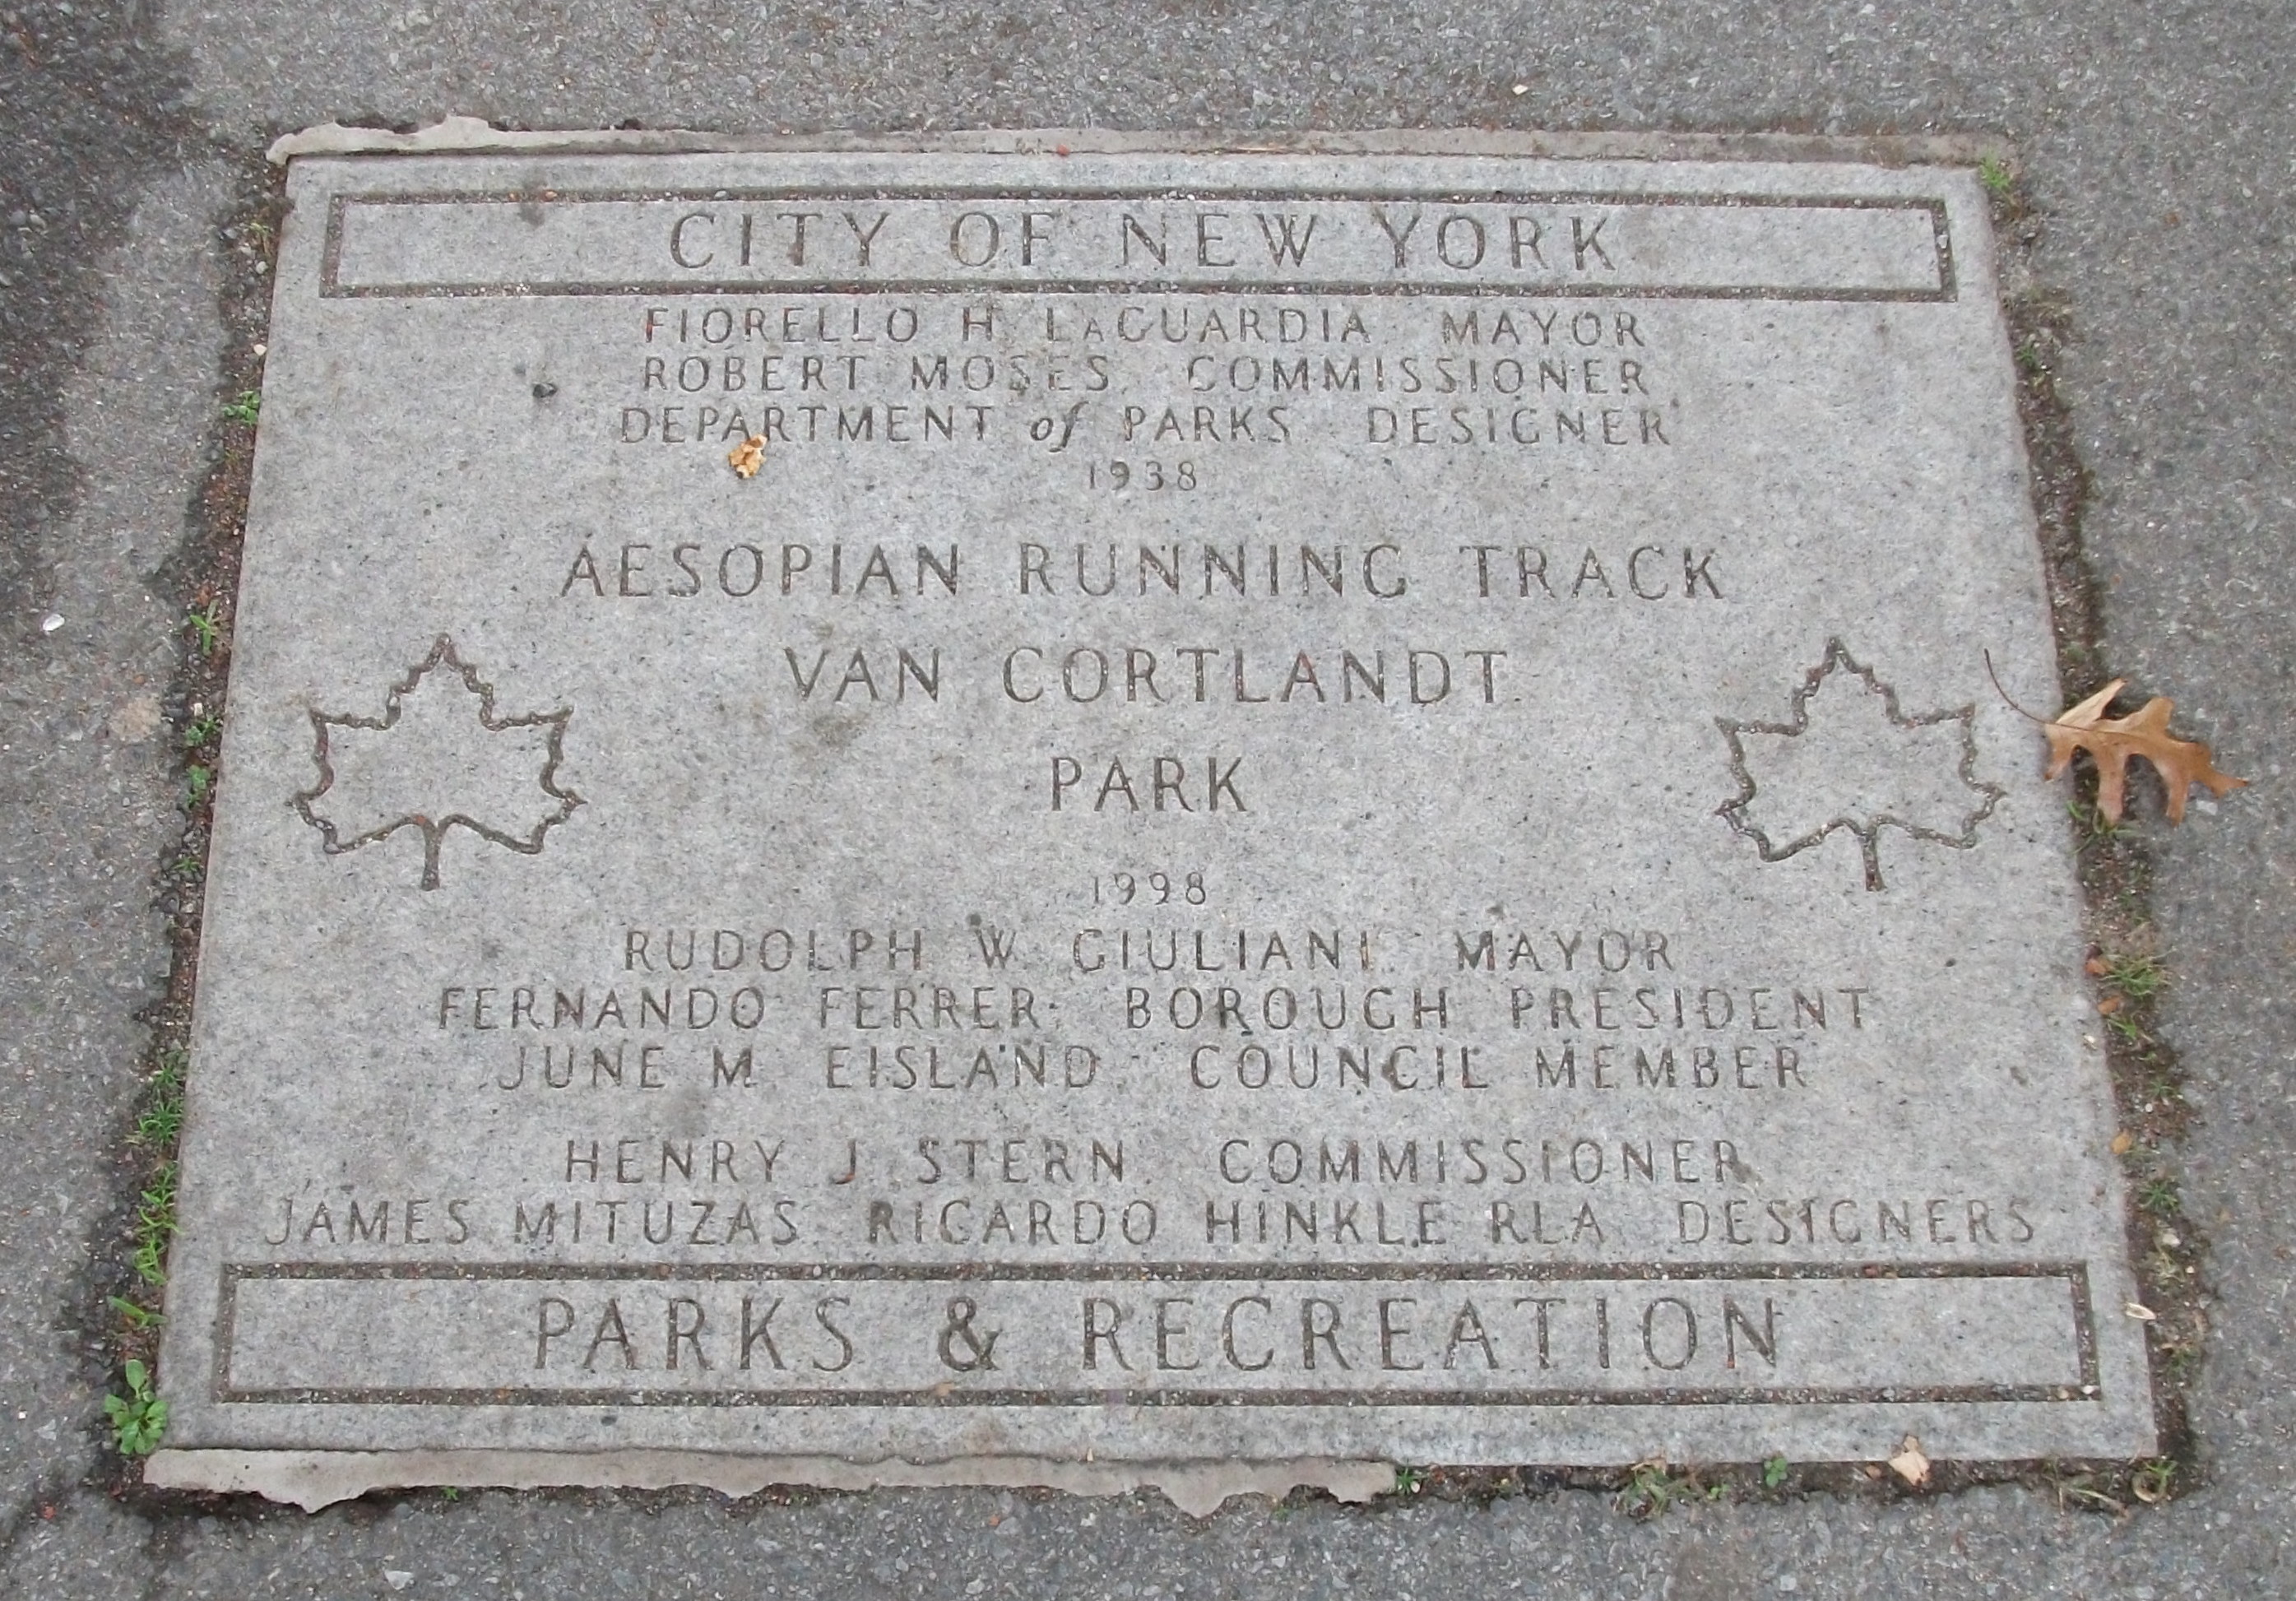 CITY OF NEW YORK
FIORELLO H. LAGUARDIA, MAYOR
ROBERT MOSES, COMMISSIONER
DEPARTMENT of PARKS, DESIGNER
1938
AESOPIAN RUNNING TRACK
VAN CORTLANDT
PARK
1998
RUDOLPH W. GIULIANI, MAYOR
FERNANDO FERRER, BOROUGH PRESIDENT
JUNE M. EISLAND, COUNCIL MEMBER
HENRY J. STERN, COMMISSIONER
JAMES MITUZAS, RICARDO HINKLE RLA, DESIGNERS
PARKS & RECREATION